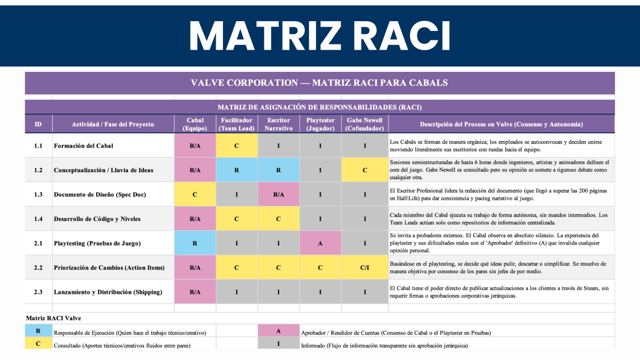 MATRIZ RACI
VALVE CORPORATION — MATRIZ RACI PARA CABALS
MATRIZ DE ASIGNACIÓN DE RESPONSABILIDADES (RACI)
ID Actividad / Fase del Proyecto Cabal (Equipo) Facilitador (Team Lead) Escritor Narrativo Playtester (Jugador) Gabe Newell (Cofundador) Descripción del Proceso en Valve (Consenso y Autonomía)
1.1 Formación del Cabal R/A C I I I Los Cabals se forman de manera orgánica; los empleados se autoconvocan y deciden unirse
moviendo literalmente sus escritorios con ruedas hacia el equipo.
1.2 Conceptualización / Lluvia de Ideas R/A R R I C Sesiones semiestructuradas de hasta 6 horas donde ingenieros, artistas y animadores definen el
core del juego. Gabe Newell es consultado pero su opinión se somete a riguroso debate como
cualquier otra.
1.3 Documento de Diseño (Spec Doc) C I R/A I I El Escritor Profesional lidera la redacción del documento (que llegó a superar las 200 páginas
en Half-Life) para dar consistencia y pacing narrativo al juego.
1.4 Desarrollo de Código y Niveles R/A C C I I Cada miembro del Cabal ejecuta su trabajo de forma autónoma, sin mandos intermedios. Los
Team Leads actúan solo como repositorios de información centralizada.
2.1 Playtesting (Pruebas de Juego) R I I A I Se invita a probadores externos. El Cabal observa en absoluto silencio. La experiencia del
playtester y sus dificultades reales son el 'Aprobador' definitivo (A) que invalida cualquier
opinión personal.
2.2 Priorización de Cambios (Action Items) R/A C C C C/I Basándose en el playtesting, se decide qué ideas pulir, descartar o simplificar. Se resuelve de
manera objetiva por consenso de los pares sin jefes de por medio.
2.3 Lanzamiento y Distribución (Shipping) R/A I I I I El Cabal tiene el poder directo de publicar actualizaciones a los clientes a través de Steam, sin
requerir firmas o aprobaciones corporativas jerárquicas.
Matriz RACI Valve
R Responsable de Ejecución (Quien hace el trabajo técnico/creativo) A Aprobador / Rendidor de Cuentas (Consenso de Cabal o el Playtester en Pruebas)
C Consultado (Aportes técnicos/creativos fluidos entre pares) I Informado (Flujo de información transparente sin aprobación jerárquica)